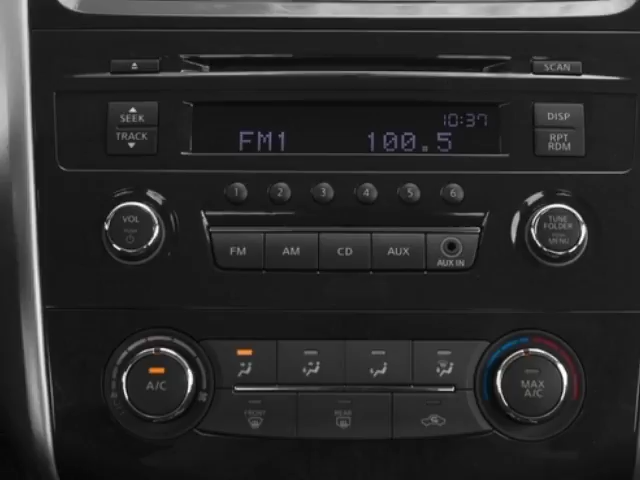 SCAN
SEEK
TRACK
10:37
FM1 100.5
DISP
RPT
RDM
1 2 3 4 5 6
VOL
PUSH
TUNE
FOLDER
PUSH
MENU
FM AM CD AUX
AUX IN
A/C
MAX
A/C
FRONT
REAR